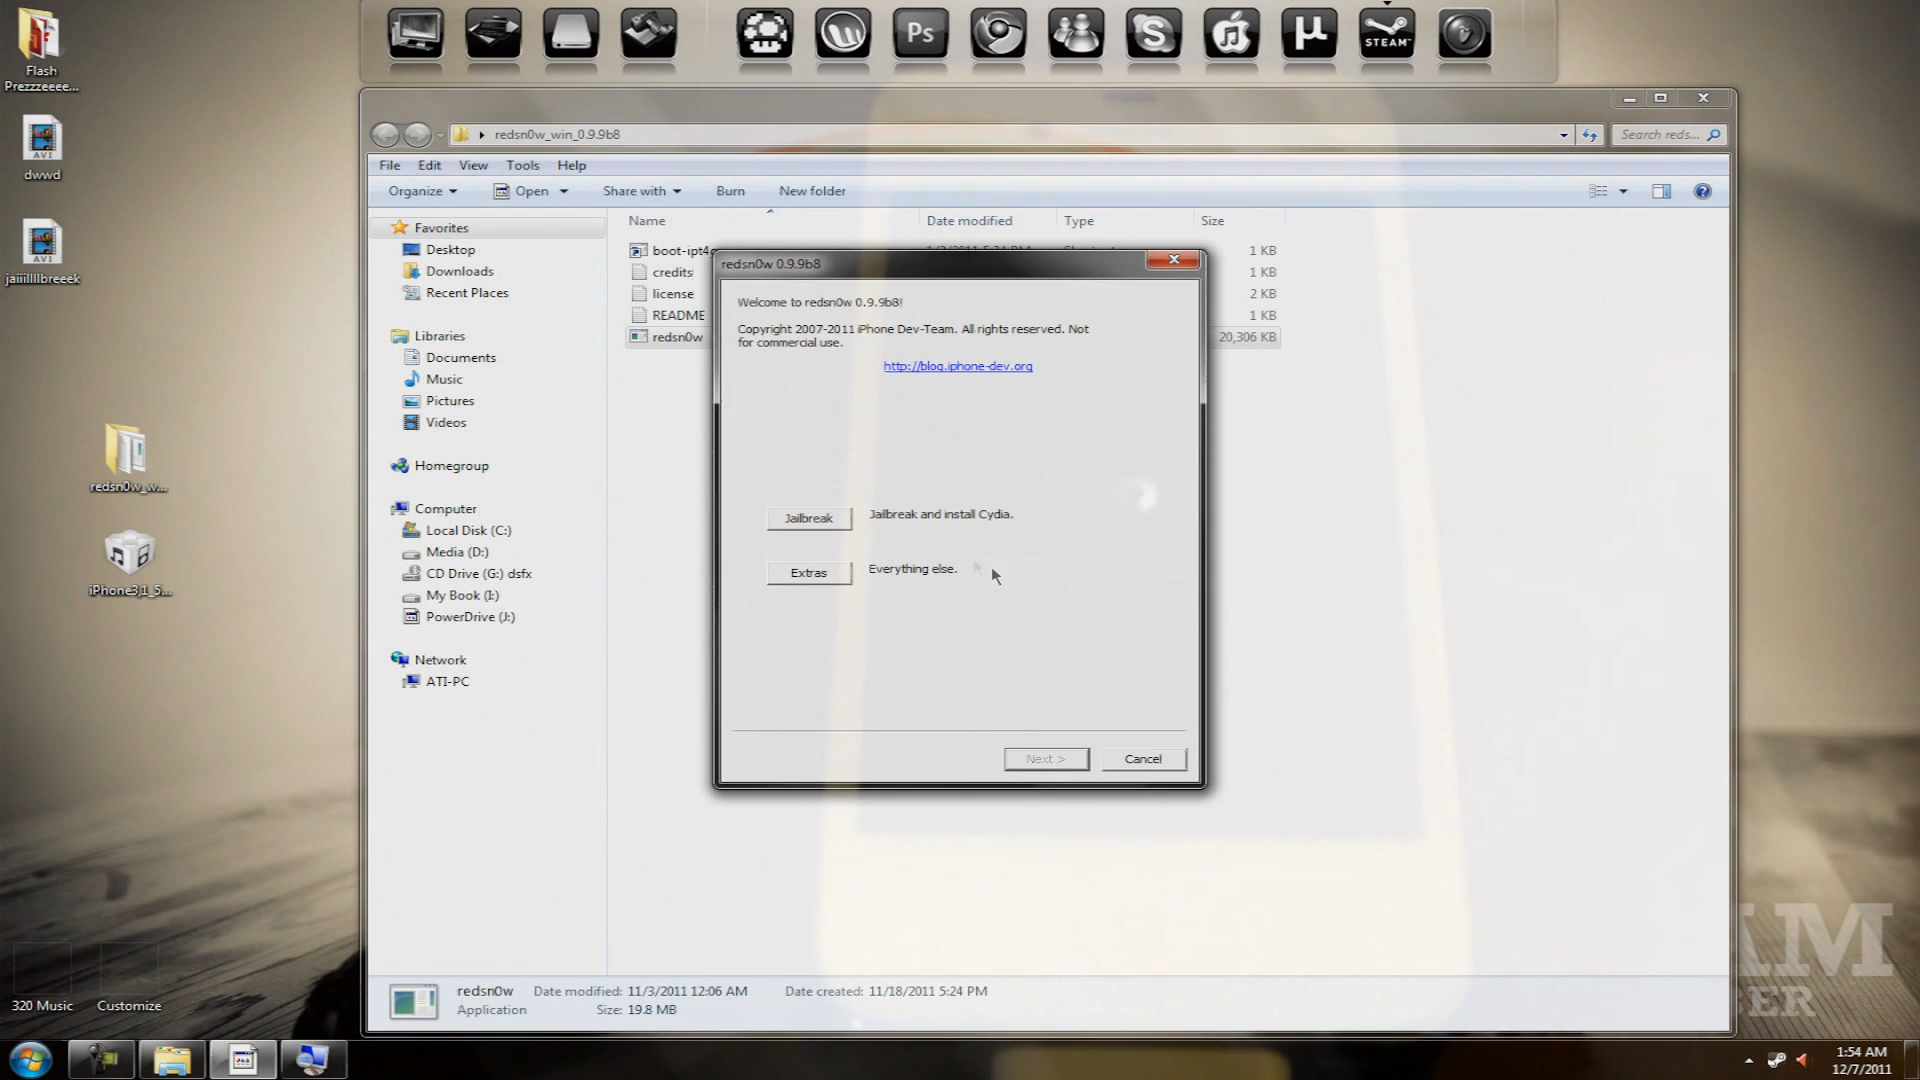 Flash
Prezzzeeee...
dwwd
jaiiillllbreeek
redsn0w_w...
iPhone3,1_5...
320 Music
Customize
Ps
STEAM
redsn0w_win_0.9.9b8
Search reds...
File Edit View Tools Help
Organize Open Share with Burn New folder
Favorites
Desktop
Downloads
Recent Places
Libraries
Documents
Music
Pictures
Videos
Homegroup
Computer
Local Disk (C:)
Media (D:)
CD Drive (G:) dsfx
My Book (I:)
PowerDrive (J:)
Network
ATI-PC
Name Date modified Type Size
boot-ipt4 1 KB
credits 1 KB
license 2 KB
README 1 KB
redsn0w 20,306 KB
redsn0w 0.9.9b8
Welcome to redsn0w 0.9.9b8!
Copyright 2007-2011 iPhone Dev-Team. All rights reserved. Not
for commercial use.
http://blog.iphone-dev.org
Jailbreak Jailbreak and install Cydia.
Extras Everything else.
Next > Cancel
redsn0w Date modified: 11/3/2011 12:06 AM Date created: 11/18/2011 5:24 PM
Application Size: 19.8 MB
AM
BER
1:54 AM
12/7/2011